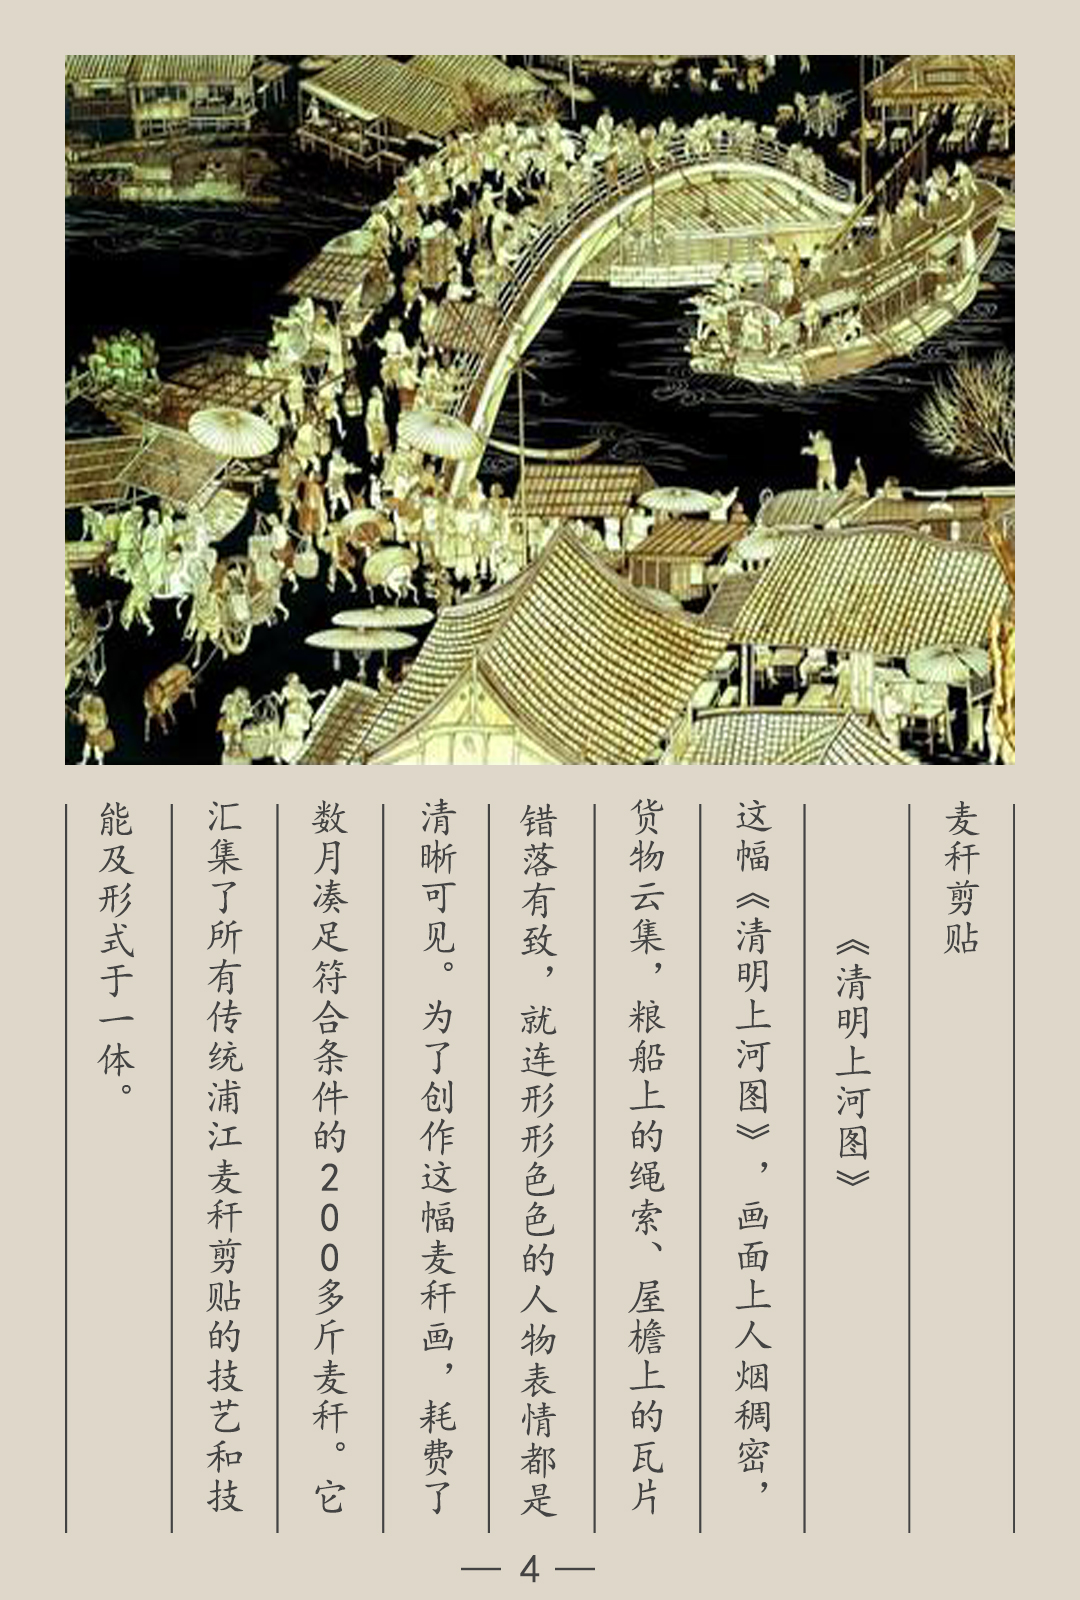 麦秆剪贴
《清明上河图》
这幅《清明上河图》，画面上人烟稠密，
货物云集，粮船上的绳索、屋檐上的瓦片
错落有致，就连形形色色的人物表情都是
清晰可见。为了创作这幅麦秆画，耗费了
数月凑足符合条件的200多斤麦秆。它
汇集了所有传统浦江麦秆剪贴的技艺和技
能及形式于一体。
— 4 —